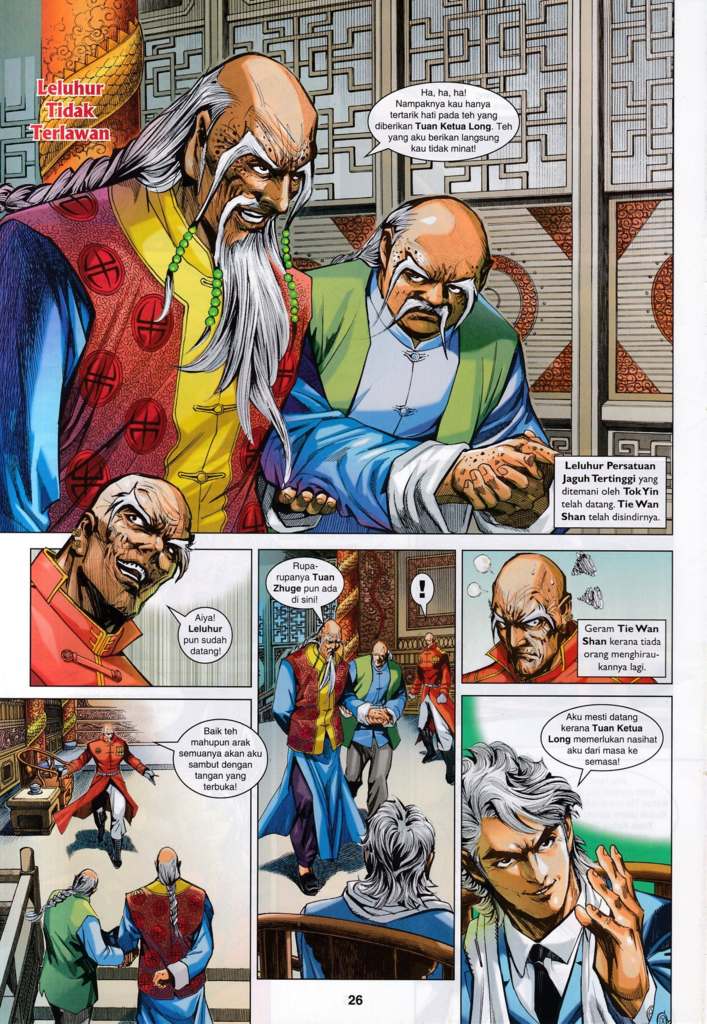 Leluhur
Tidak
Terlawan
Ha, ha, ha!
Nampaknya kau hanya
tertarik hati pada teh yang
diberikan Tuan Ketua Long. Teh
yang aku berikan langsung
kau tidak minat!
Leluhur Persatuan
Jaguh Tertinggi yang
ditemani oleh Tok Yin
telah datang. Tie Wan
Shan telah disindirnya.
Aiya!
Leluhur
pun sudah
datang!
Rupa-
rupanya Tuan
Zhuge pun ada
di sini!
!
Geram Tie Wan
Shan kerana tiada
orang menghirau-
kannya lagi.
Baik teh
mahupun arak
semuanya akan aku
sambut dengan
tangan yang
terbuka!
Aku mesti datang
kerana Tuan Ketua
Long memerlukan nasihat
aku dari masa ke
semasa!
26